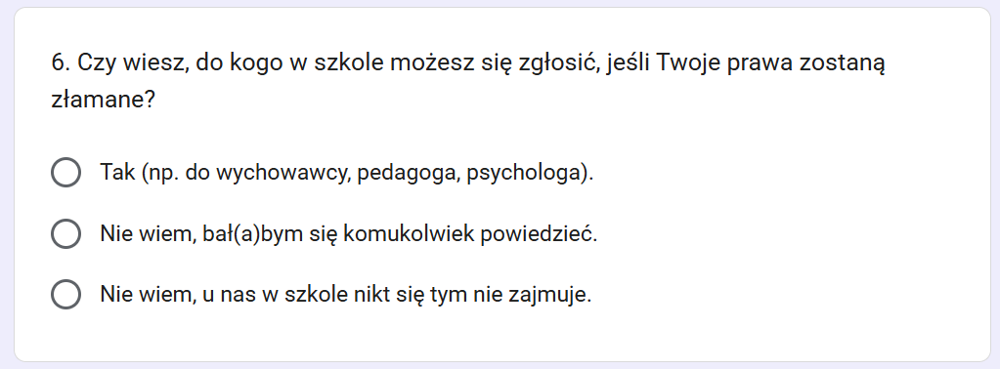 6. Czy wiesz, do kogo w szkole możesz się zgłosić, jeśli Twoje prawa zostaną
złamane?
Tak (np. do wychowawcy, pedagoga, psychologa).
Nie wiem, bał(a)bym się komukolwiek powiedzieć.
Nie wiem, u nas w szkole nikt się tym nie zajmuje.